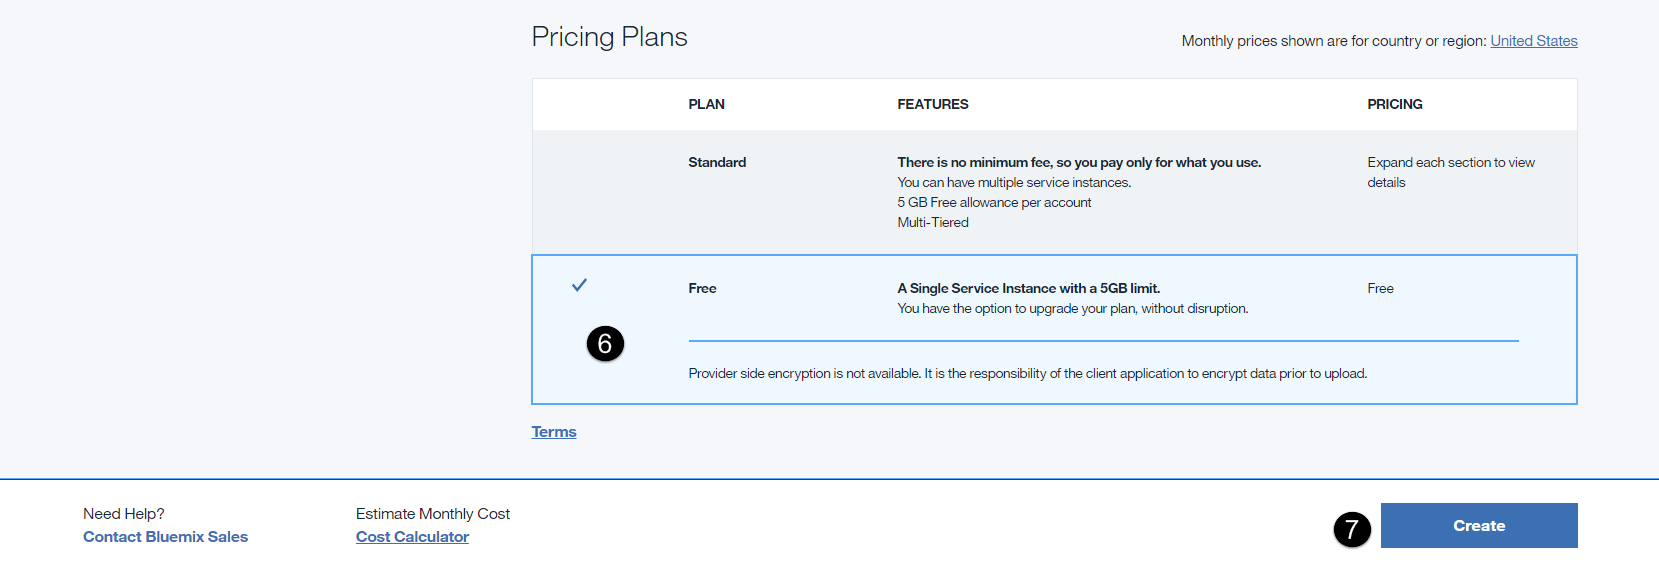 Pricing Plans
Monthly prices shown are for country or region: United States
PLAN FEATURES PRICING
Standard There is no minimum fee, so you pay only for what you use. Expand each section to view
You can have multiple service instances. details
5 GB Free allowance per account
Multi-Tiered
Free A Single Service Instance with a 5GB limit. Free
You have the option to upgrade your plan, without disruption.
6
Provider side encryption is not available. It is the responsibility of the client application to encrypt data prior to upload.
Terms
Need Help? Estimate Monthly Cost
Contact Bluemix Sales Cost Calculator
7 Create